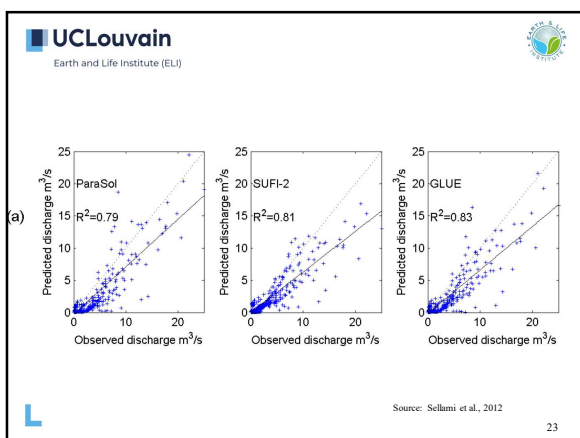 UCLouvain
Earth and Life Institute (ELI)
EARTH & LIFE
INSTITUTE
(a)
25
20
15
10
5
0
ParaSol
R²=0.79
Predicted discharge m³/s
0
10
20
Observed discharge m³/s
25
20
15
10
5
0
SUFI-2
R²=0.81
Predicted discharge m³/s
0
10
20
Observed discharge m³/s
25
20
15
10
5
0
GLUE
R²=0.83
Predicted discharge m³/s
0
10
20
Observed discharge m³/s
Source: Sellami et al., 2012
23